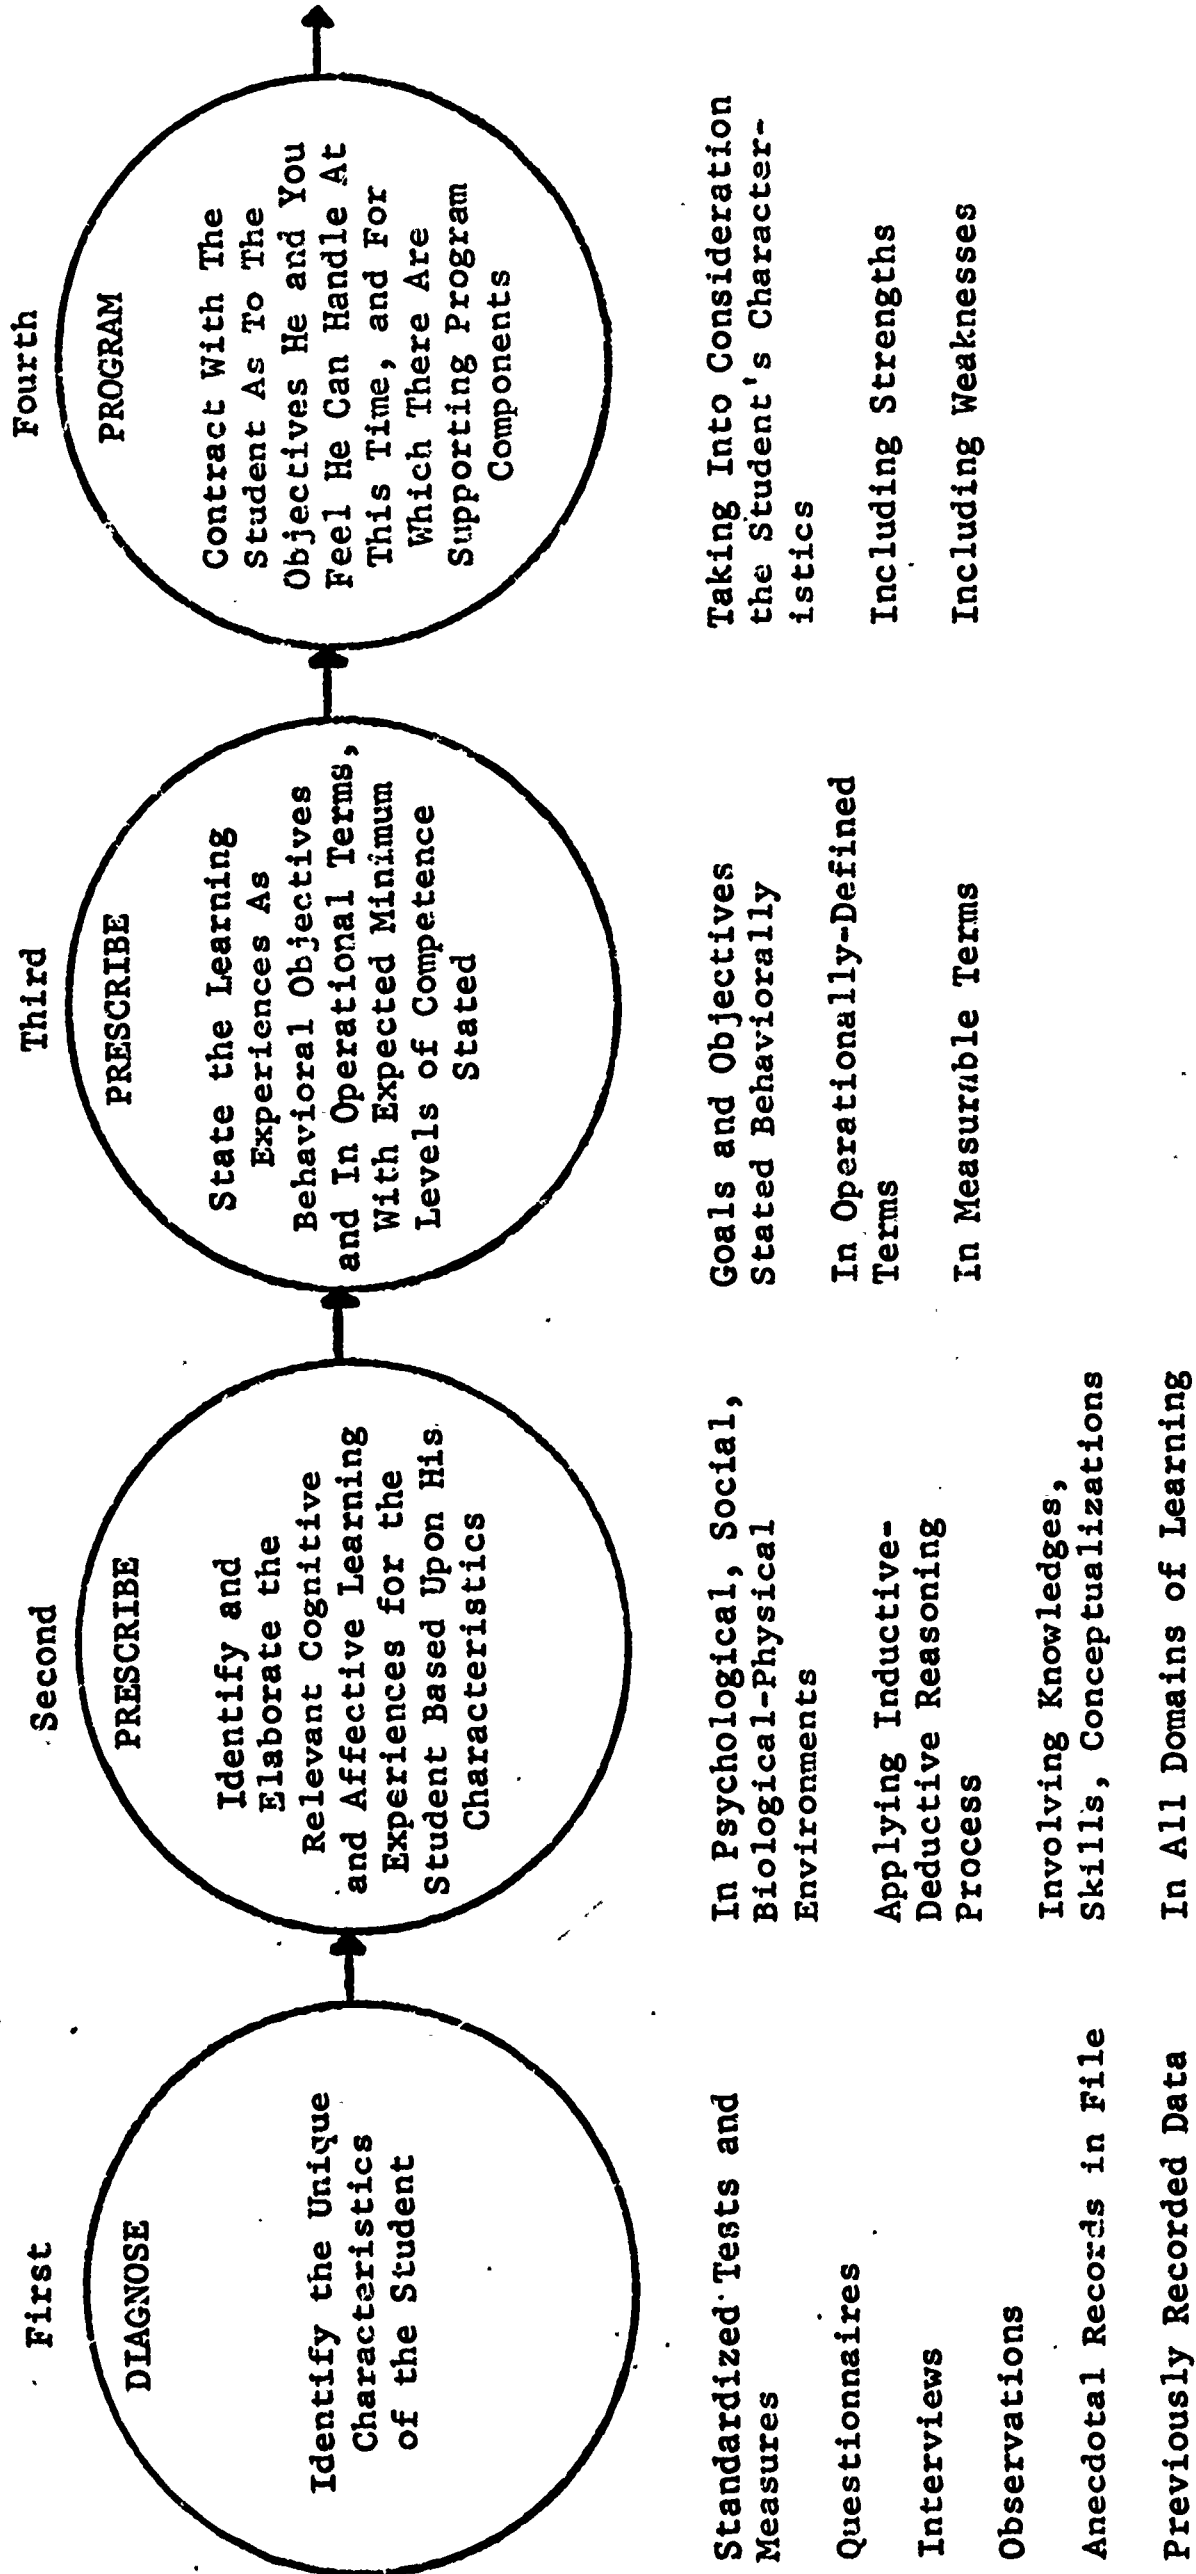 First
DIAGNOSE
Identify the Unique
Characteristics
of the Student
Standardized Tests and
Measures
Questionnaires
Interviews
Observations
Anecdotal Records in File
Previously Recorded Data
Second
PRESCRIBE
Identify and
Elaborate the
Relevant Cognitive
and Affective Learning
Experiences for the
Student Based Upon His
Characteristics
In Psychological, Social,
Biological-Physical
Environments
Applying Inductive-
Deductive Reasoning
Process
Involving Knowledges,
Skills, Conceptualizations
In All Domains of Learning
Third
PRESCRIBE
State the Learning
Experiences As
Behavioral Objectives
and In Operational Terms,
With Expected Minimum
Levels of Competence
Stated
Goals and Objectives
Stated Behaviorally
In Operationally-Defined
Terms
In Measurable Terms
Fourth
PROGRAM
Contract With The
Student As To The
Objectives He and You
Feel He Can Handle At
This Time, and For
Which There Are
Supporting Program
Components
Taking Into Consideration
the Student's Character-
istics
Including Strengths
Including Weaknesses